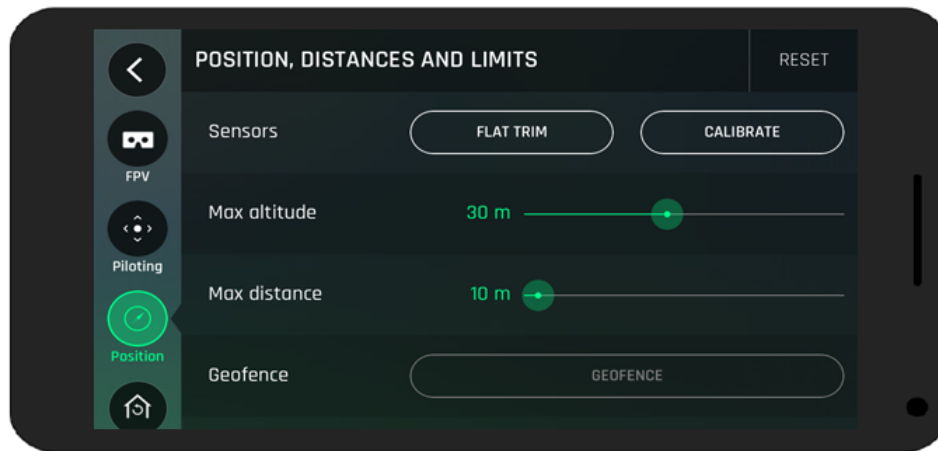 POSITION, DISTANCES AND LIMITS RESET
Sensors FLAT TRIM CALIBRATE
FPV
Max altitude 30 m
Piloting
Max distance 10 m
Position
Geofence GEOFENCE